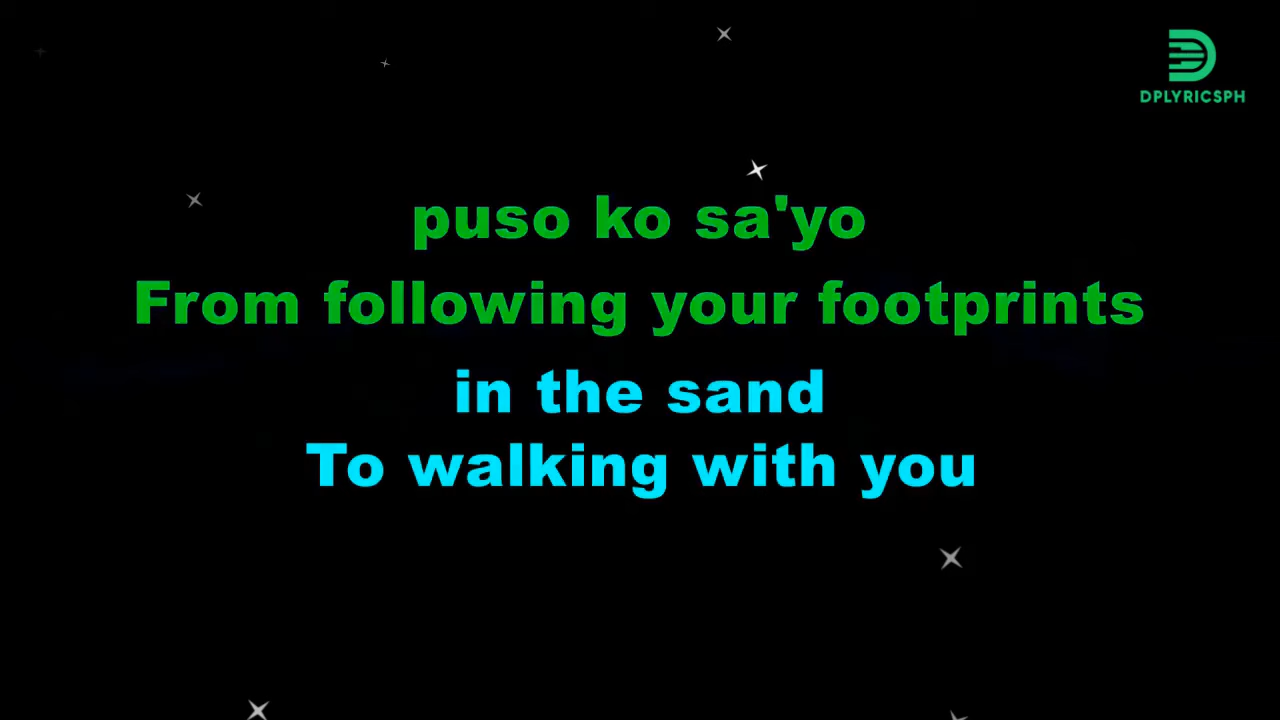 DPLYRICSPH
puso ko sa'yo
From following your footprints
in the sand
To walking with you